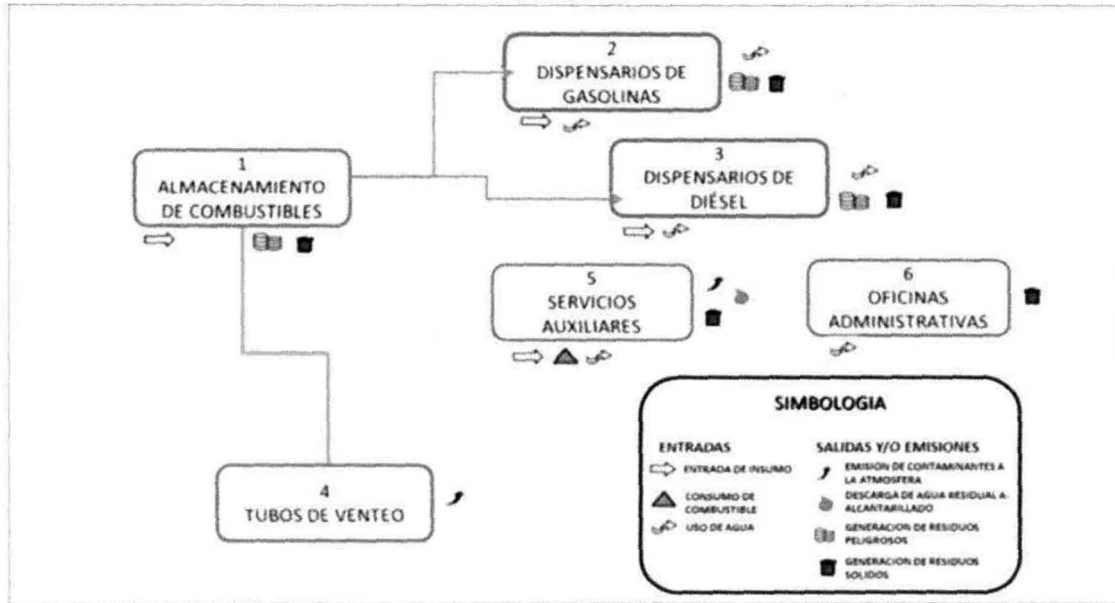 2
DISPENSARIOS DE
GASOLINAS
1
ALMACENAMIENTO
DE COMBUSTIBLES
3
DISPENSARIOS DE
DIÉSEL
5
SERVICIOS
AUXILIARES
6
OFICINAS
ADMINISTRATIVAS
4
TUBOS DE VENTEO
SIMBOLOGIA
ENTRADAS
ENTRADA DE INSUMO
CONSUMO DE
COMBUSTIBLE
USO DE AGUA
SALIDAS Y/O EMISIONES
EMISION DE CONTAMINANTES A
LA ATMOSFERA
DESCARGA DE AGUA RESIDUAL A
ALCANTARILLADO
GENERACION DE RESIDUOS
PELIGROSOS
GENERACION DE RESIDUOS
SOLIDOS